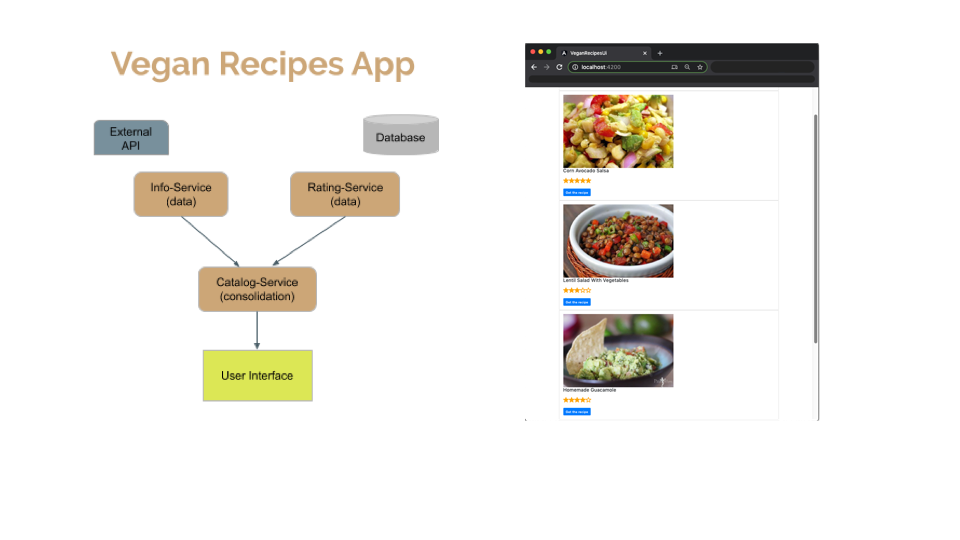 Vegan Recipes App
External
API
Database
Info-Service
(data)
Rating-Service
(data)
Catalog-Service
(consolidation)
User Interface
VeganRecipesUI
localhost:4200
Corn Avocado Salsa
Get the recipe
Lentil Salad With Vegetables
Get the recipe
Homemade Guacamole
Get the recipe